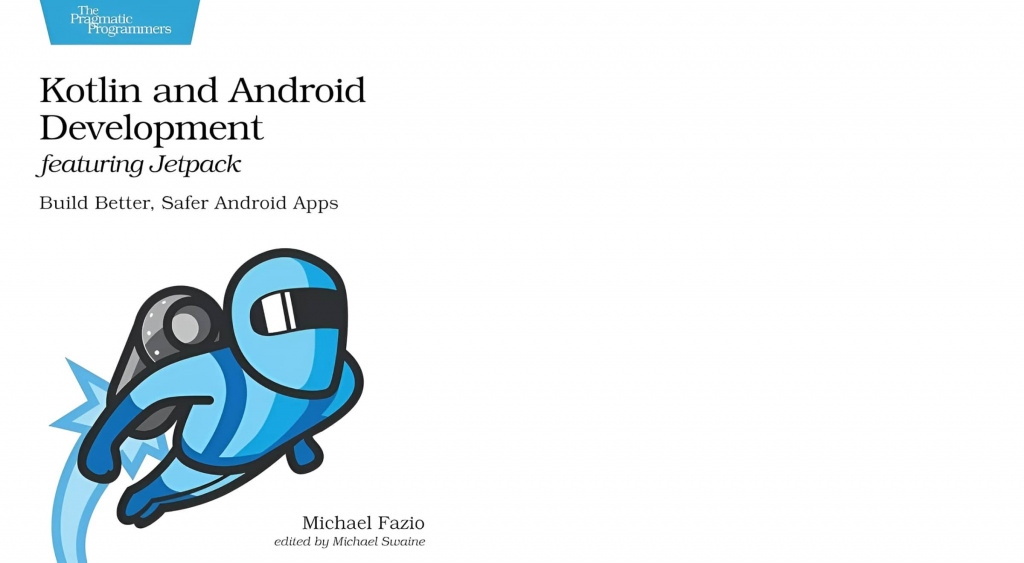 The
Pragmatic
Programmers
Kotlin and Android
Development
featuring Jetpack
Build Better, Safer Android Apps
Michael Fazio
edited by Michael Swaine